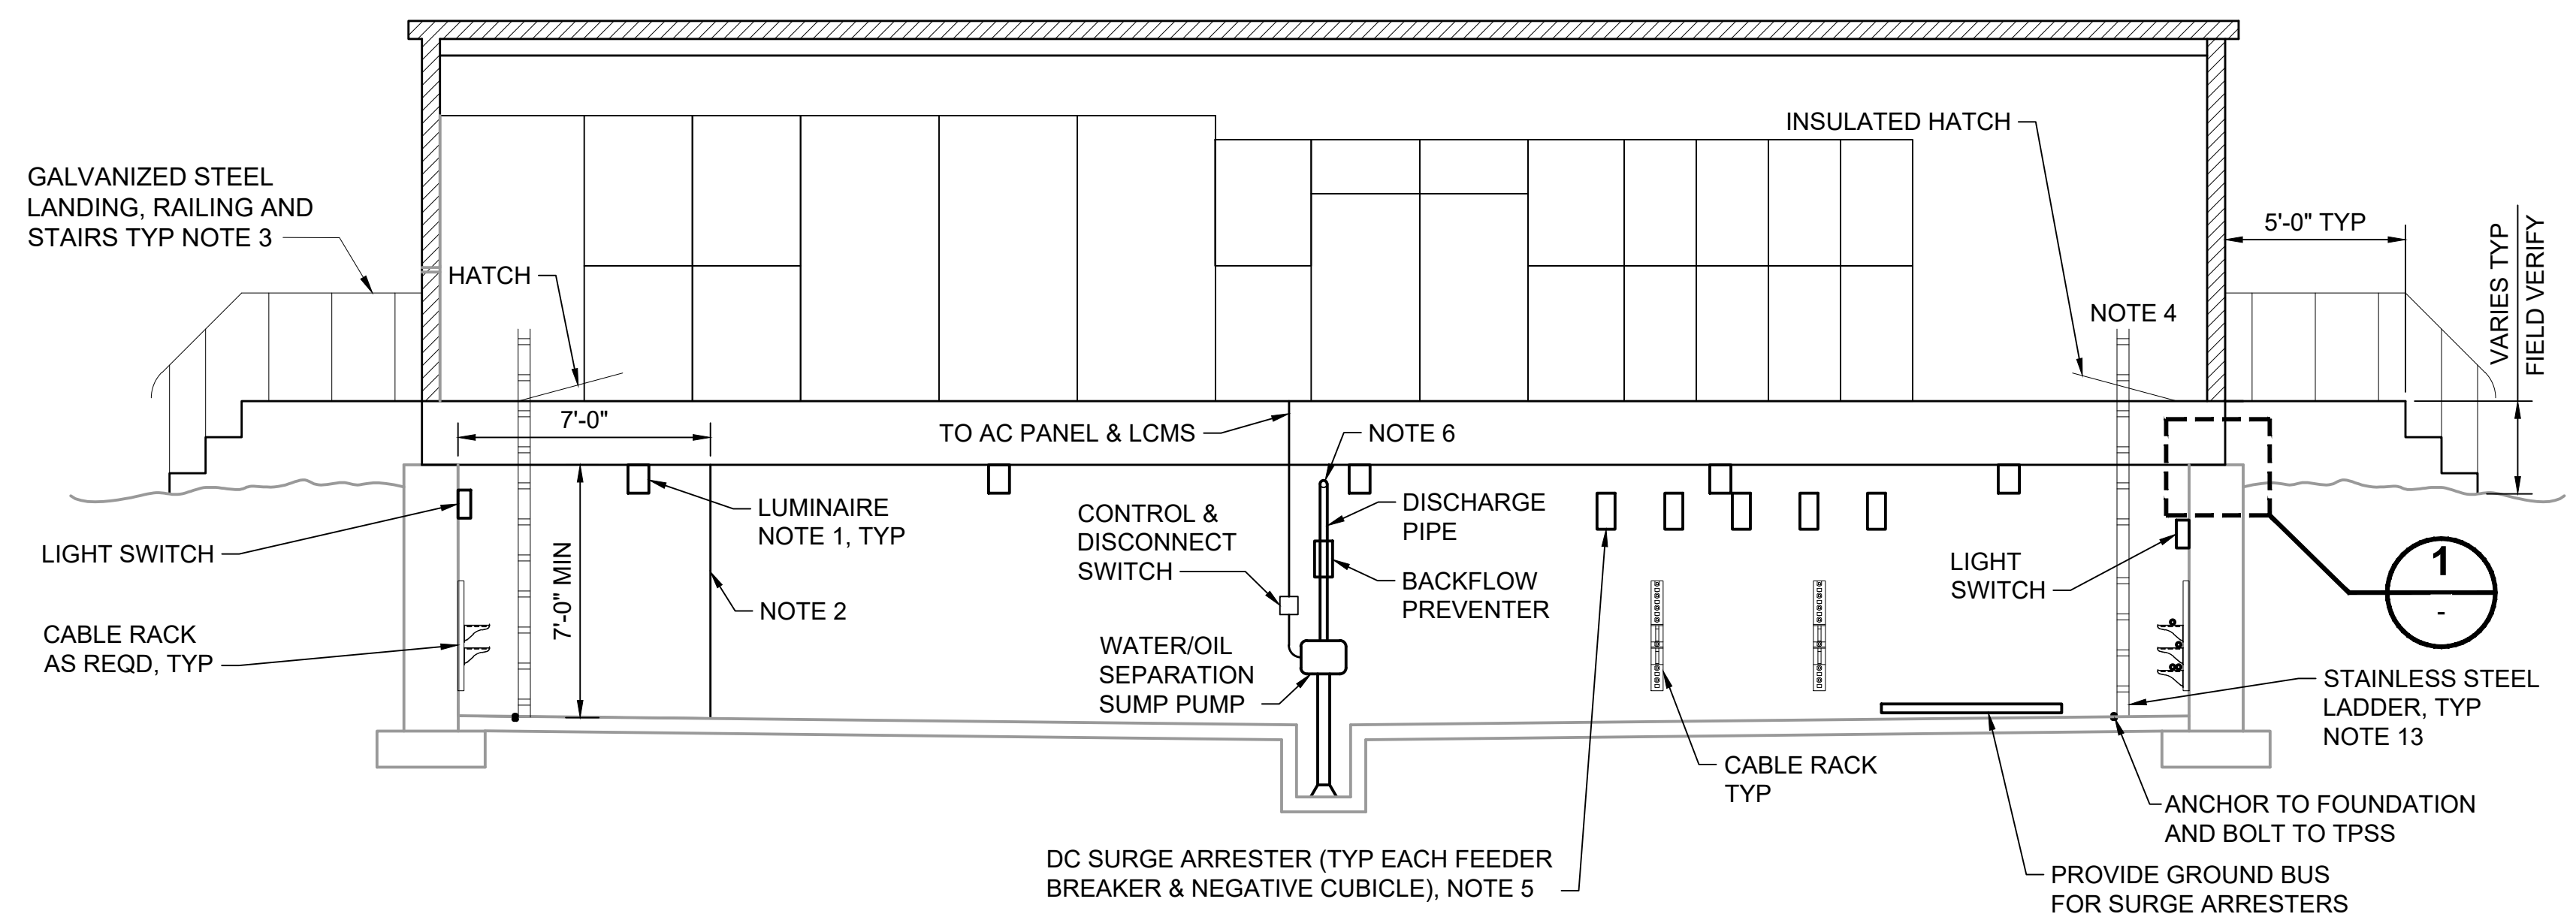 INSULATED HATCH
GALVANIZED STEEL
LANDING, RAILING AND
STAIRS TYP NOTE 3
HATCH
5'-0" TYP
VARIES TYP
FIELD VERIFY
NOTE 4
7'-0"
TO AC PANEL & LCMS
NOTE 6
LUMINAIRE
NOTE 1, TYP
CONTROL &
DISCONNECT
SWITCH
DISCHARGE
PIPE
LIGHT SWITCH
7'-0" MIN
BACKFLOW
PREVENTER
LIGHT
SWITCH
1
-
NOTE 2
CABLE RACK
AS REQD, TYP
WATER/OIL
SEPARATION
SUMP PUMP
STAINLESS STEEL
LADDER, TYP
NOTE 13
CABLE RACK
TYP
ANCHOR TO FOUNDATION
AND BOLT TO TPSS
DC SURGE ARRESTER (TYP EACH FEEDER
BREAKER & NEGATIVE CUBICLE), NOTE 5
PROVIDE GROUND BUS
FOR SURGE ARRESTERS